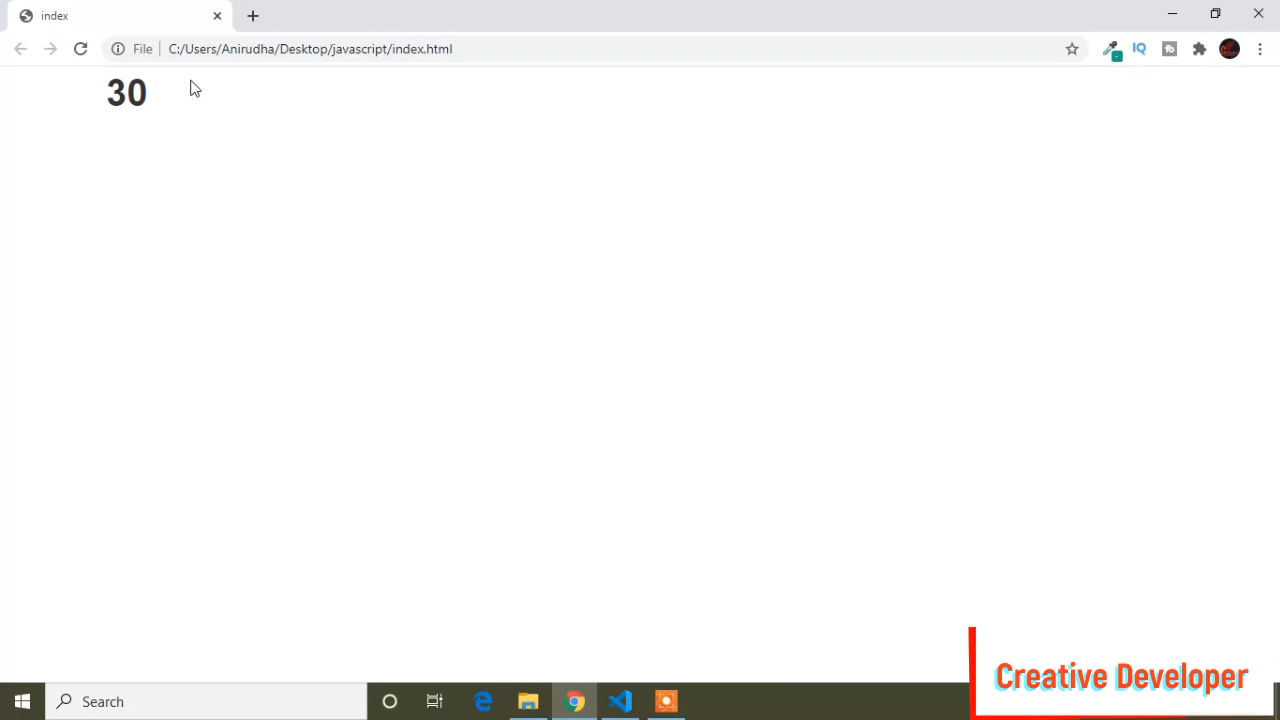 index
File
C:/Users/Anirudha/Desktop/javascript/index.html
IQ
30
Search
Creative Developer